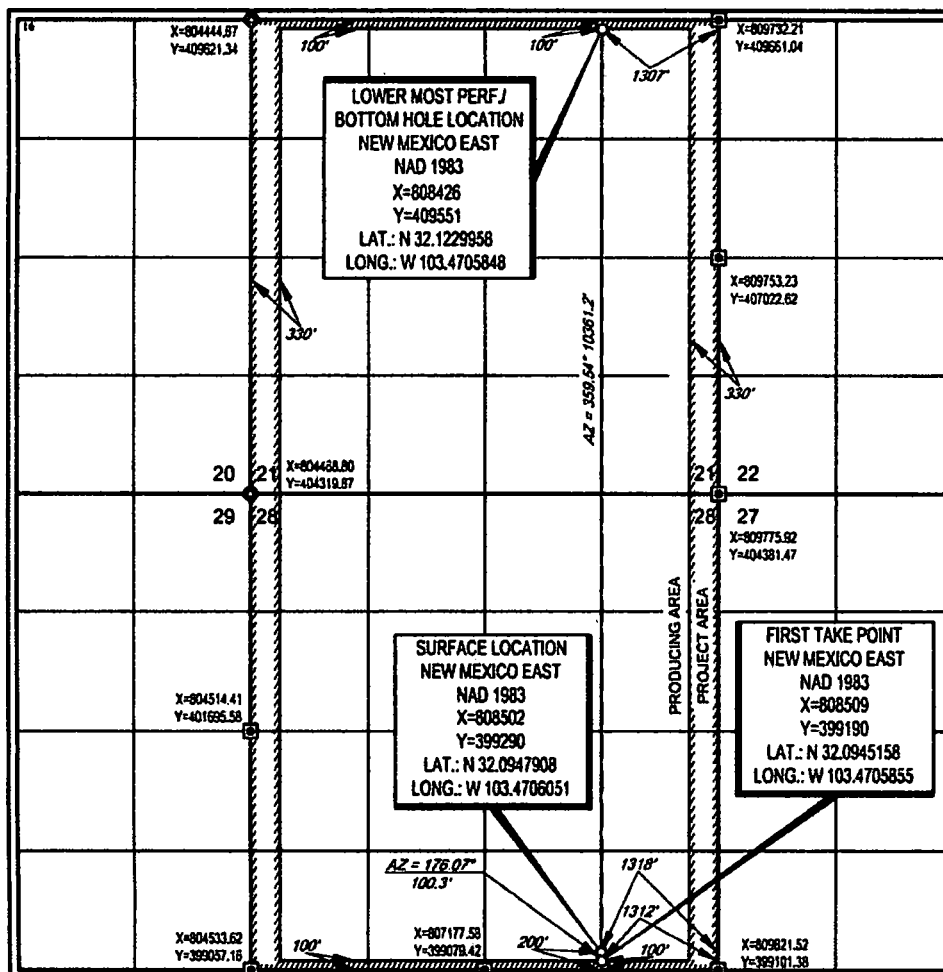 16
X=804444.87
Y=409621.34
100'
100'
X=809732.21
Y=409661.04
1307'
LOWER MOST PERF./
BOTTOM HOLE LOCATION
NEW MEXICO EAST
NAD 1983
X=808426
Y=409551
LAT.: N 32.1229958
LONG.: W 103.4705848
X=809753.23
Y=407022.62
330'
AZ = 359.54° 10361.2'
330'
20
21
X=804488.80
Y=404319.87
21
22
29
28
28
27
X=809775.92
Y=404381.47
PRODUCING AREA
PROJECT AREA
SURFACE LOCATION
NEW MEXICO EAST
NAD 1983
X=808502
Y=399290
LAT.: N 32.0947908
LONG.: W 103.4706051
FIRST TAKE POINT
NEW MEXICO EAST
NAD 1983
X=808509
Y=399190
LAT.: N 32.0945158
LONG.: W 103.4705855
X=804514.41
Y=401695.58
AZ = 176.07°
100.3'
1318'
1312'
X=804533.62
Y=399057.18
100'
X=807177.58
Y=399079.42
200'
100'
X=809821.52
Y=399101.38